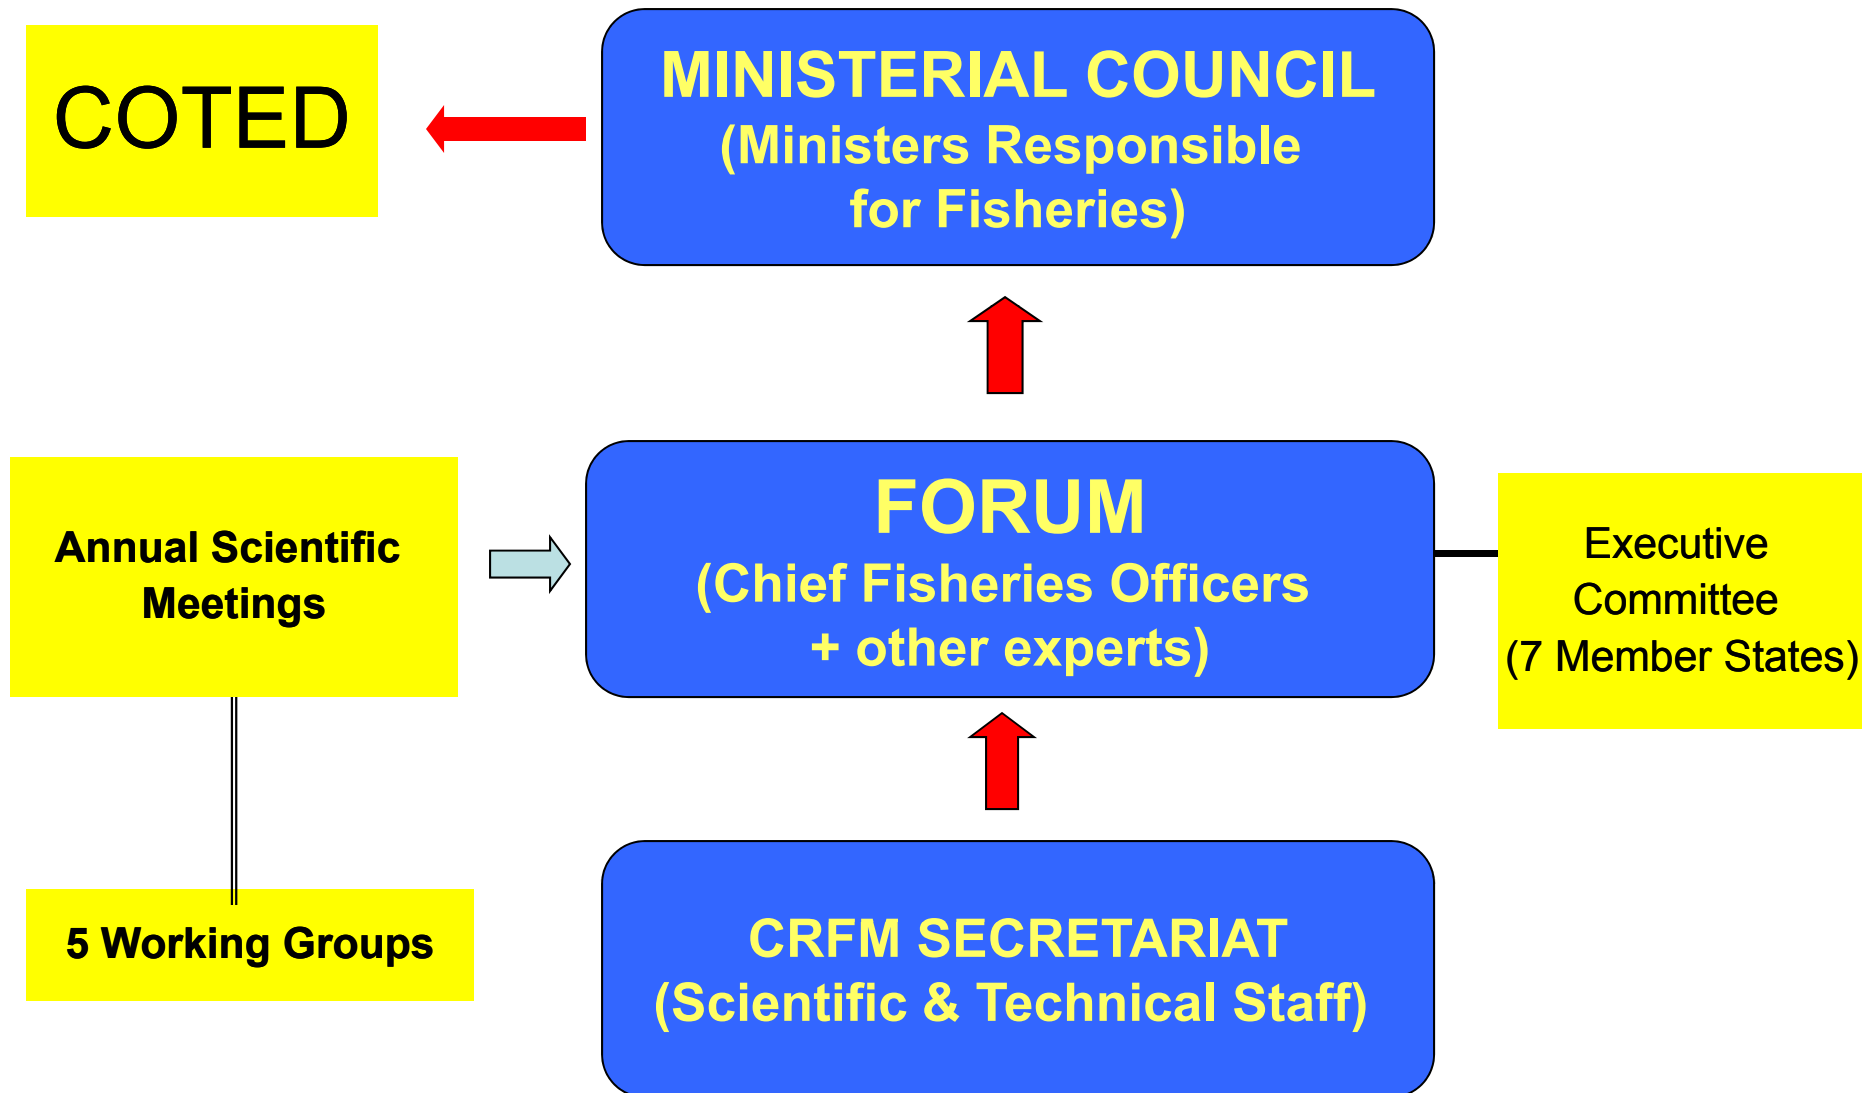 COTED
MINISTERIAL COUNCIL
(Ministers Responsible
for Fisheries)
Annual Scientific
Meetings
FORUM
(Chief Fisheries Officers
+ other experts)
Executive
Committee
(7 Member States)
5 Working Groups
CRFM SECRETARIAT
(Scientific & Technical Staff)